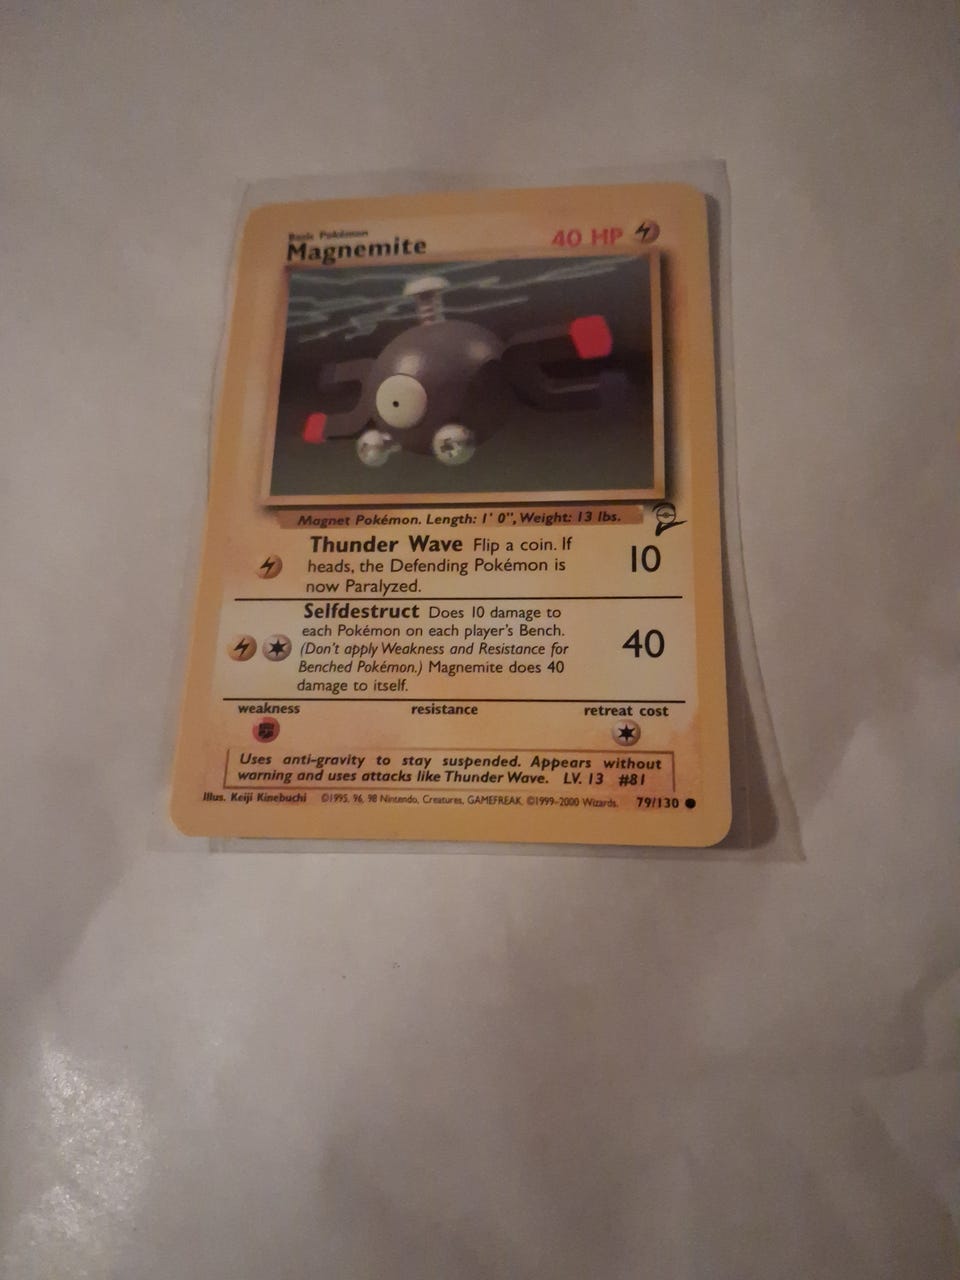 Basic Pokémon
Magnemite
40 HP
Magnet Pokémon. Length: 1' 0", Weight: 13 lbs.
Thunder Wave Flip a coin. If
heads, the Defending Pokémon is
now Paralyzed.
10
Selfdestruct Does 10 damage to
each Pokémon on each player's Bench.
(Don't apply Weakness and Resistance for
Benched Pokémon.) Magnemite does 40
damage to itself.
40
weakness resistance retreat cost
Uses anti-gravity to stay suspended. Appears without
warning and uses attacks like Thunder Wave. LV. 13 #81
Illus. Keiji Kinebuchi ©1995, 96, 98 Nintendo, Creatures, GAMEFREAK. ©1999-2000 Wizards. 79/130